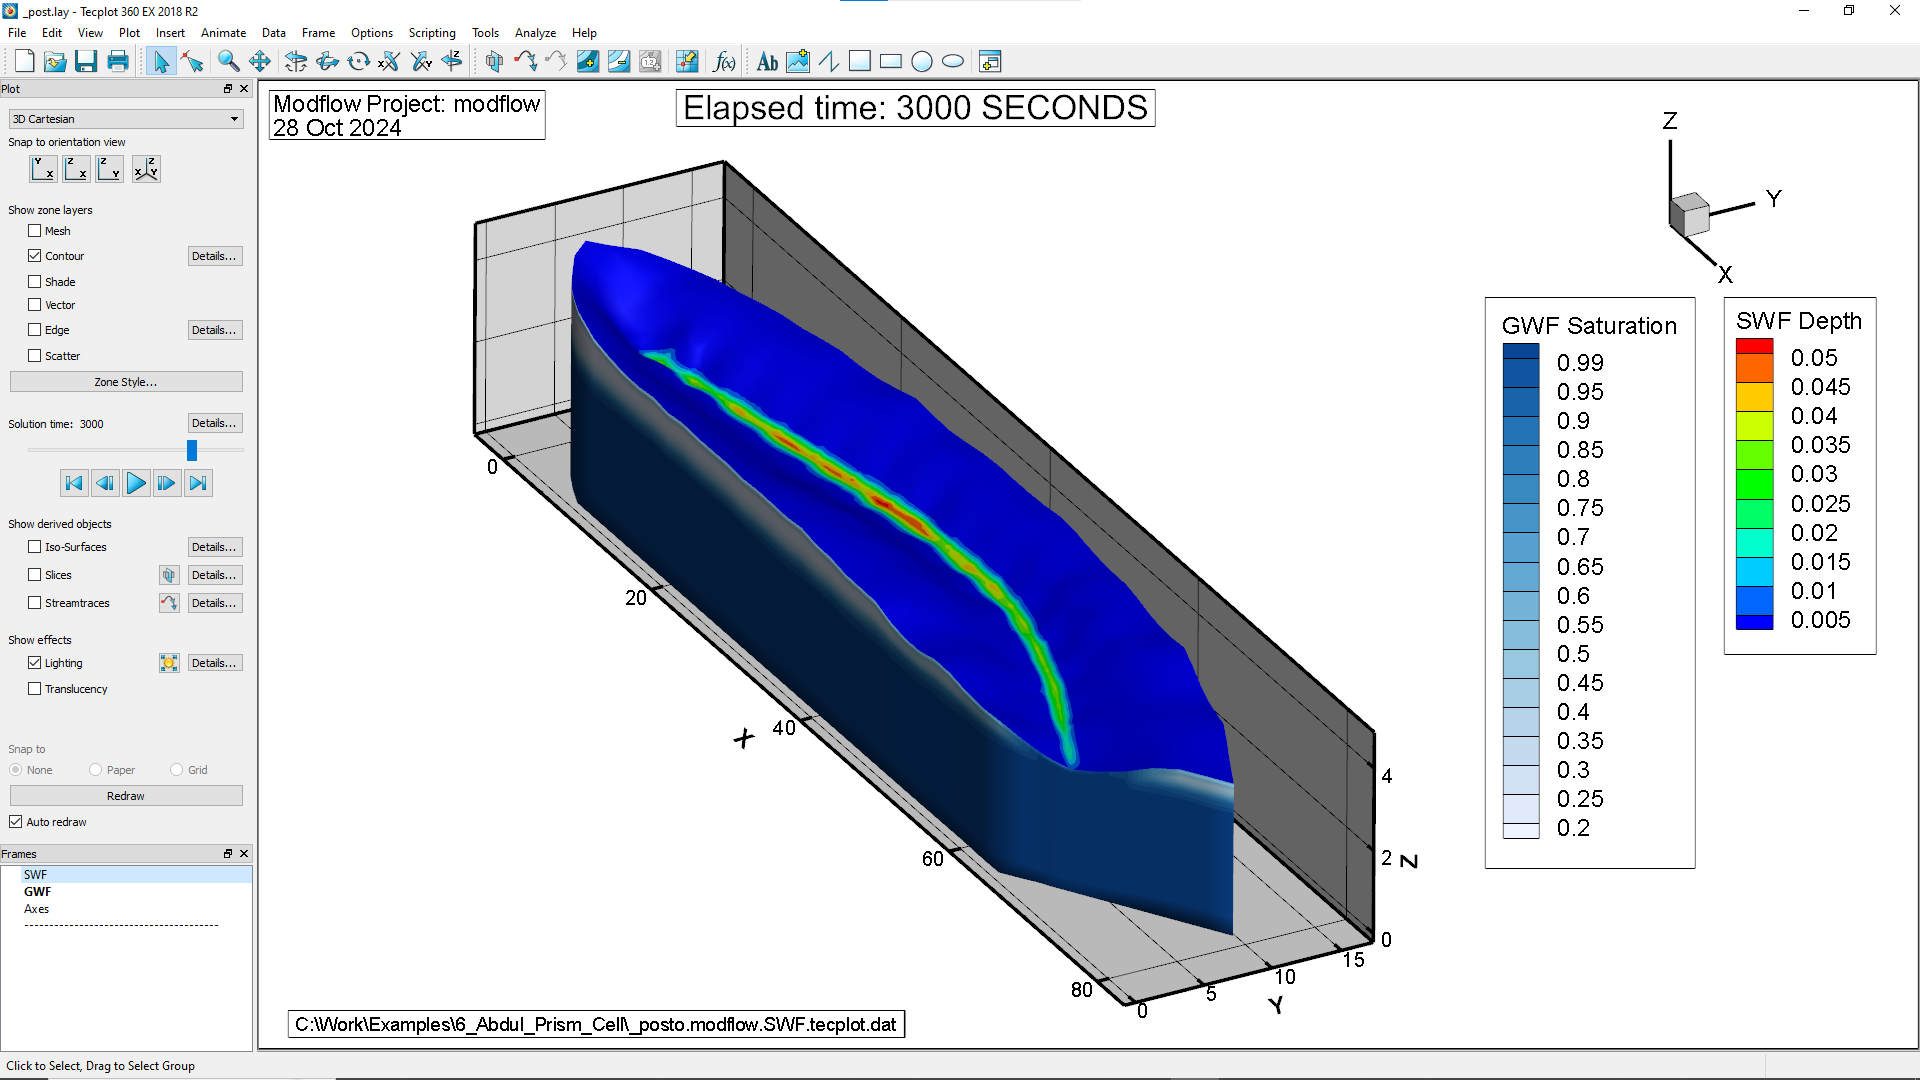 _post.lay - Tecplot 360 EX 2018 R2
File Edit View Plot Insert Animate Data Frame Options Scripting Tools Analyze Help
Plot
3D Cartesian
Snap to orientation view
Y X Z X Z Y Z X Y
Show zone layers
Mesh
Contour Details...
Shade
Vector
Edge Details...
Scatter
Zone Style...
Solution time: 3000 Details...
Show derived objects
Iso-Surfaces Details...
Slices Details...
Streamtraces Details...
Show effects
Lighting Details...
Translucency
Snap to
None Paper Grid
Redraw
Auto redraw
Frames
SWF
GWF
Axes
Click to Select, Drag to Select Group
Modflow Project: modflow
28 Oct 2024
Elapsed time: 3000 SECONDS
Z
Y
X
0
20
40
60
80
X
0
5
10
15
Y
0
2
4
Z
GWF Saturation
0.99
0.95
0.9
0.85
0.8
0.75
0.7
0.65
0.6
0.55
0.5
0.45
0.4
0.35
0.3
0.25
0.2
SWF Depth
0.05
0.045
0.04
0.035
0.03
0.025
0.02
0.015
0.01
0.005
C:\Work\Examples\6_Abdul_Prism_Cell\_posto.modflow.SWF.tecplot.dat